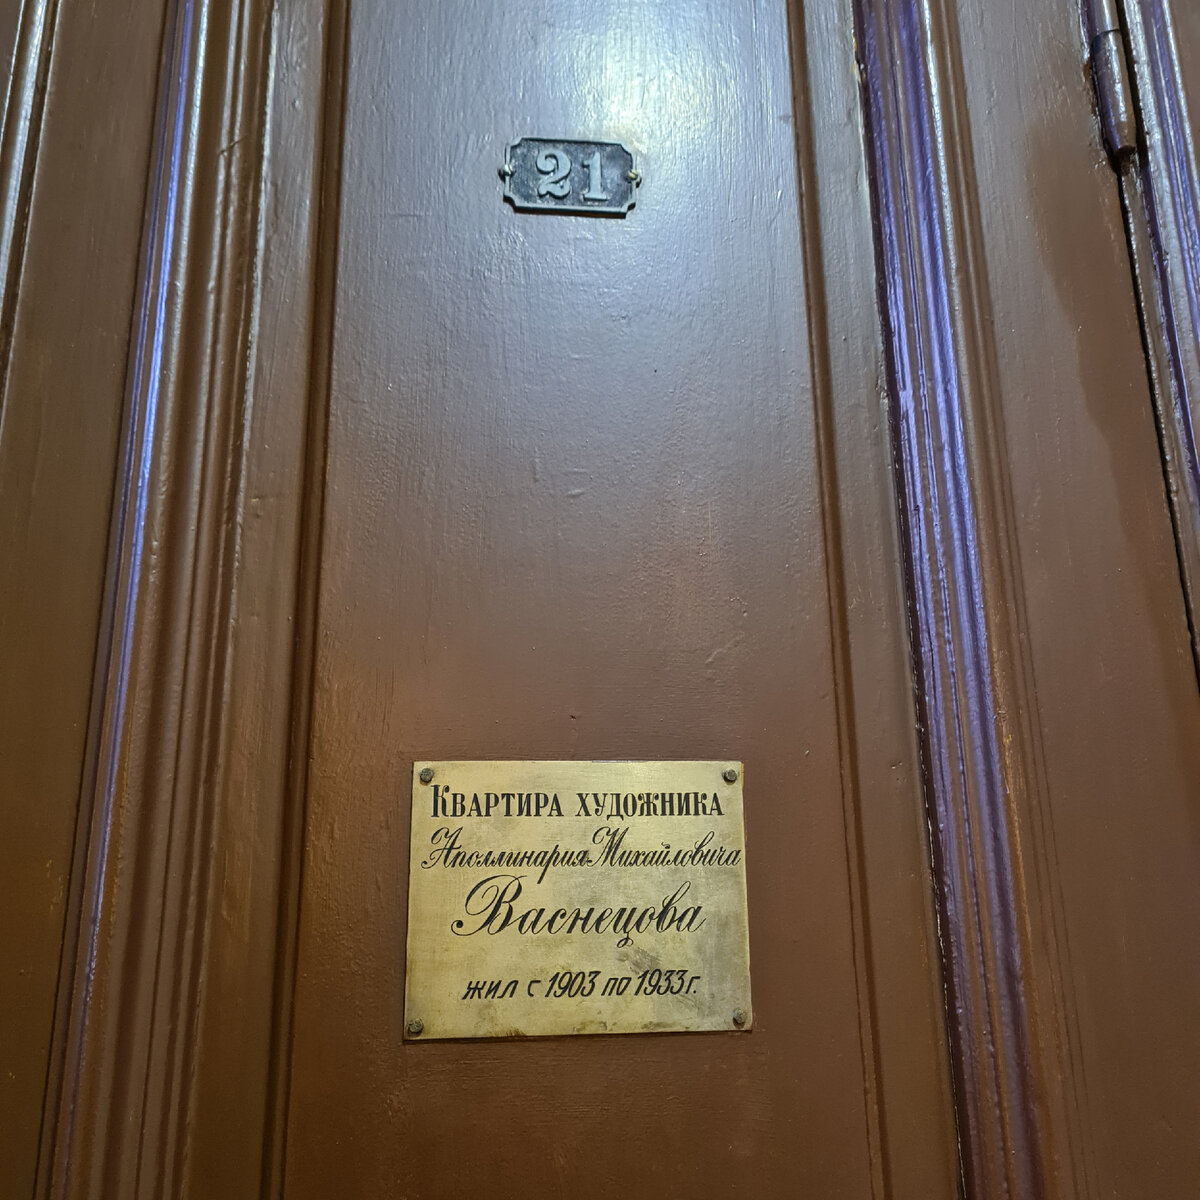 21
Квартира художника
Аполлинария Михайловича
Васнецова
жил с 1903 по 1933 г.